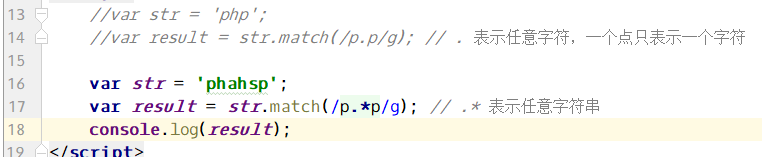 13 //var str = 'php';
14 //var result = str.match(/p.p/g); // . 表示任意字符，一个点只表示一个字符
15
16 var str = 'phahsp';
17 var result = str.match(/p.*p/g); // .* 表示任意字符串
18 console.log(result);
19 </script>